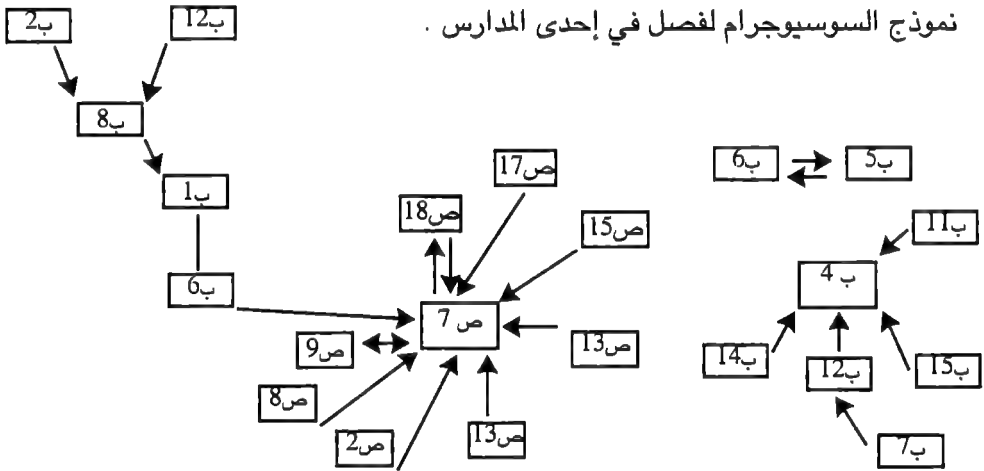 نموذج السوسيوجرام لفصل في إحدى المدارس .
ب2
ب12
ب8
ب1
ب6
ص17
ص18
ص15
ص 7
ص9
ص13
ص8
ص2
ص13
ب6
ب5
ب11
ب 4
ب14
ب12
ب15
ب7